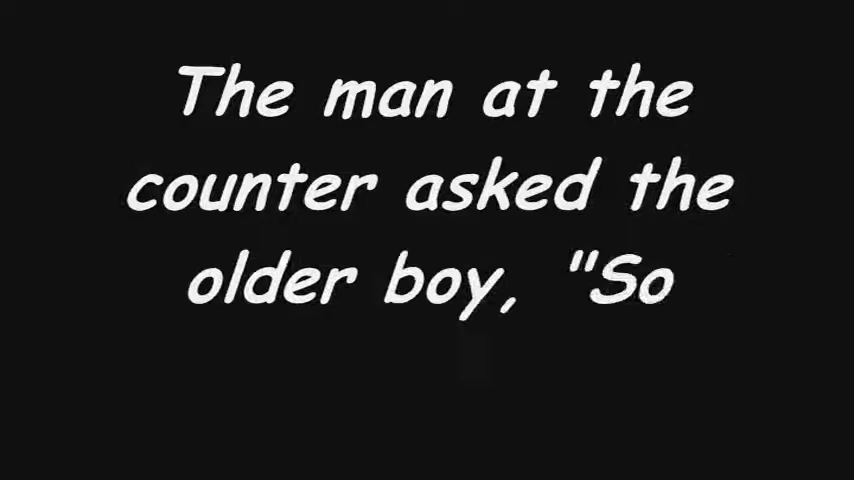 The man at the
counter asked the
older boy, "So